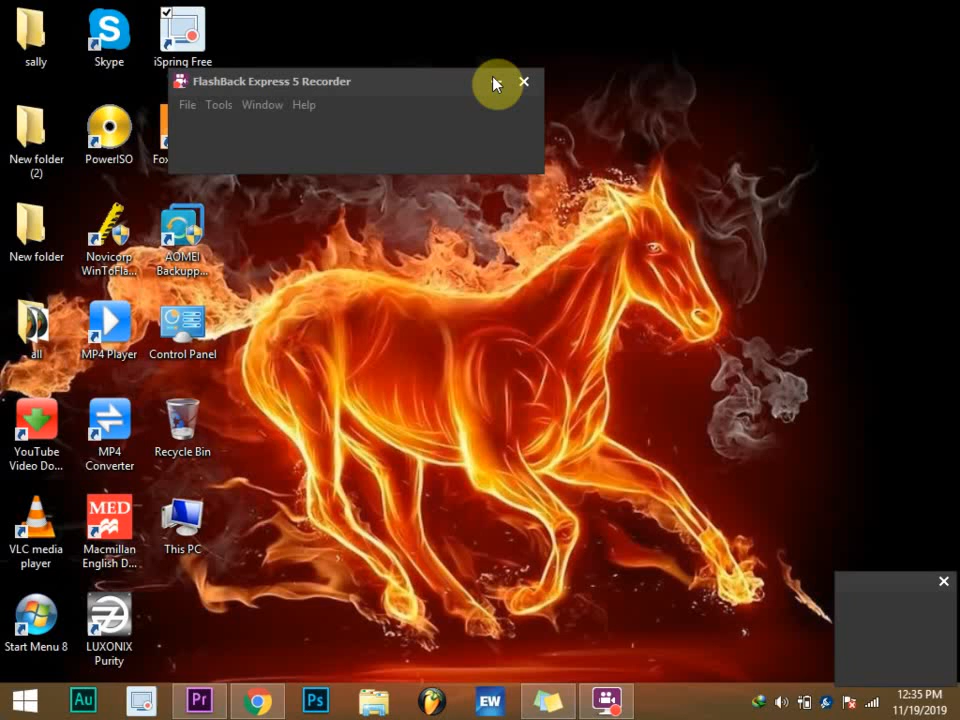 sally
Skype
iSpring Free
FlashBack Express 5 Recorder
File Tools Window Help
New folder
(2)
PowerISO
Fox
New folder
Novicorp
WinToFla...
AOMEI
Backupp...
all
MP4 Player
Control Panel
YouTube
Video Do...
MP4
Converter
Recycle Bin
VLC media
player
MED
Macmillan
English D...
This PC
Start Menu 8
LUXONIX
Purity
Au
Pr
Ps
EW
12:35 PM
11/19/2019